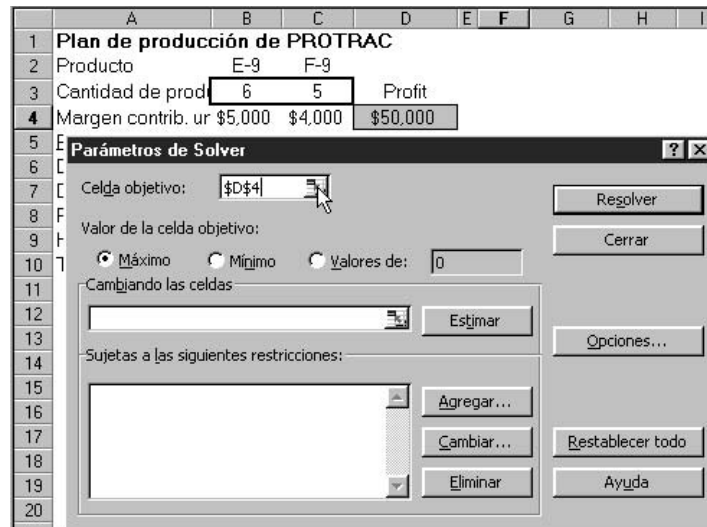 A B C D E F G H I
1 Plan de producción de PROTRAC
2 Producto E-9 F-9
3 Cantidad de produ 6 5 Profit
4 Margen contrib. ur $5,000 $4,000 $50,000
5 E
Parámetros de Solver ? X
6 D
7 D
Celda objetivo: $D$4 Resolver
8 F
Valor de la celda objetivo:
9 H Cerrar
10 T Máximo Mínimo Valores de: 0
11 Cambiando las celdas
12 Estimar
13 Opciones...
14 Sujetas a las siguientes restricciones:
15
16 Agregar...
17 Cambiar... Restablecer todo
18
19 Eliminar Ayuda
20